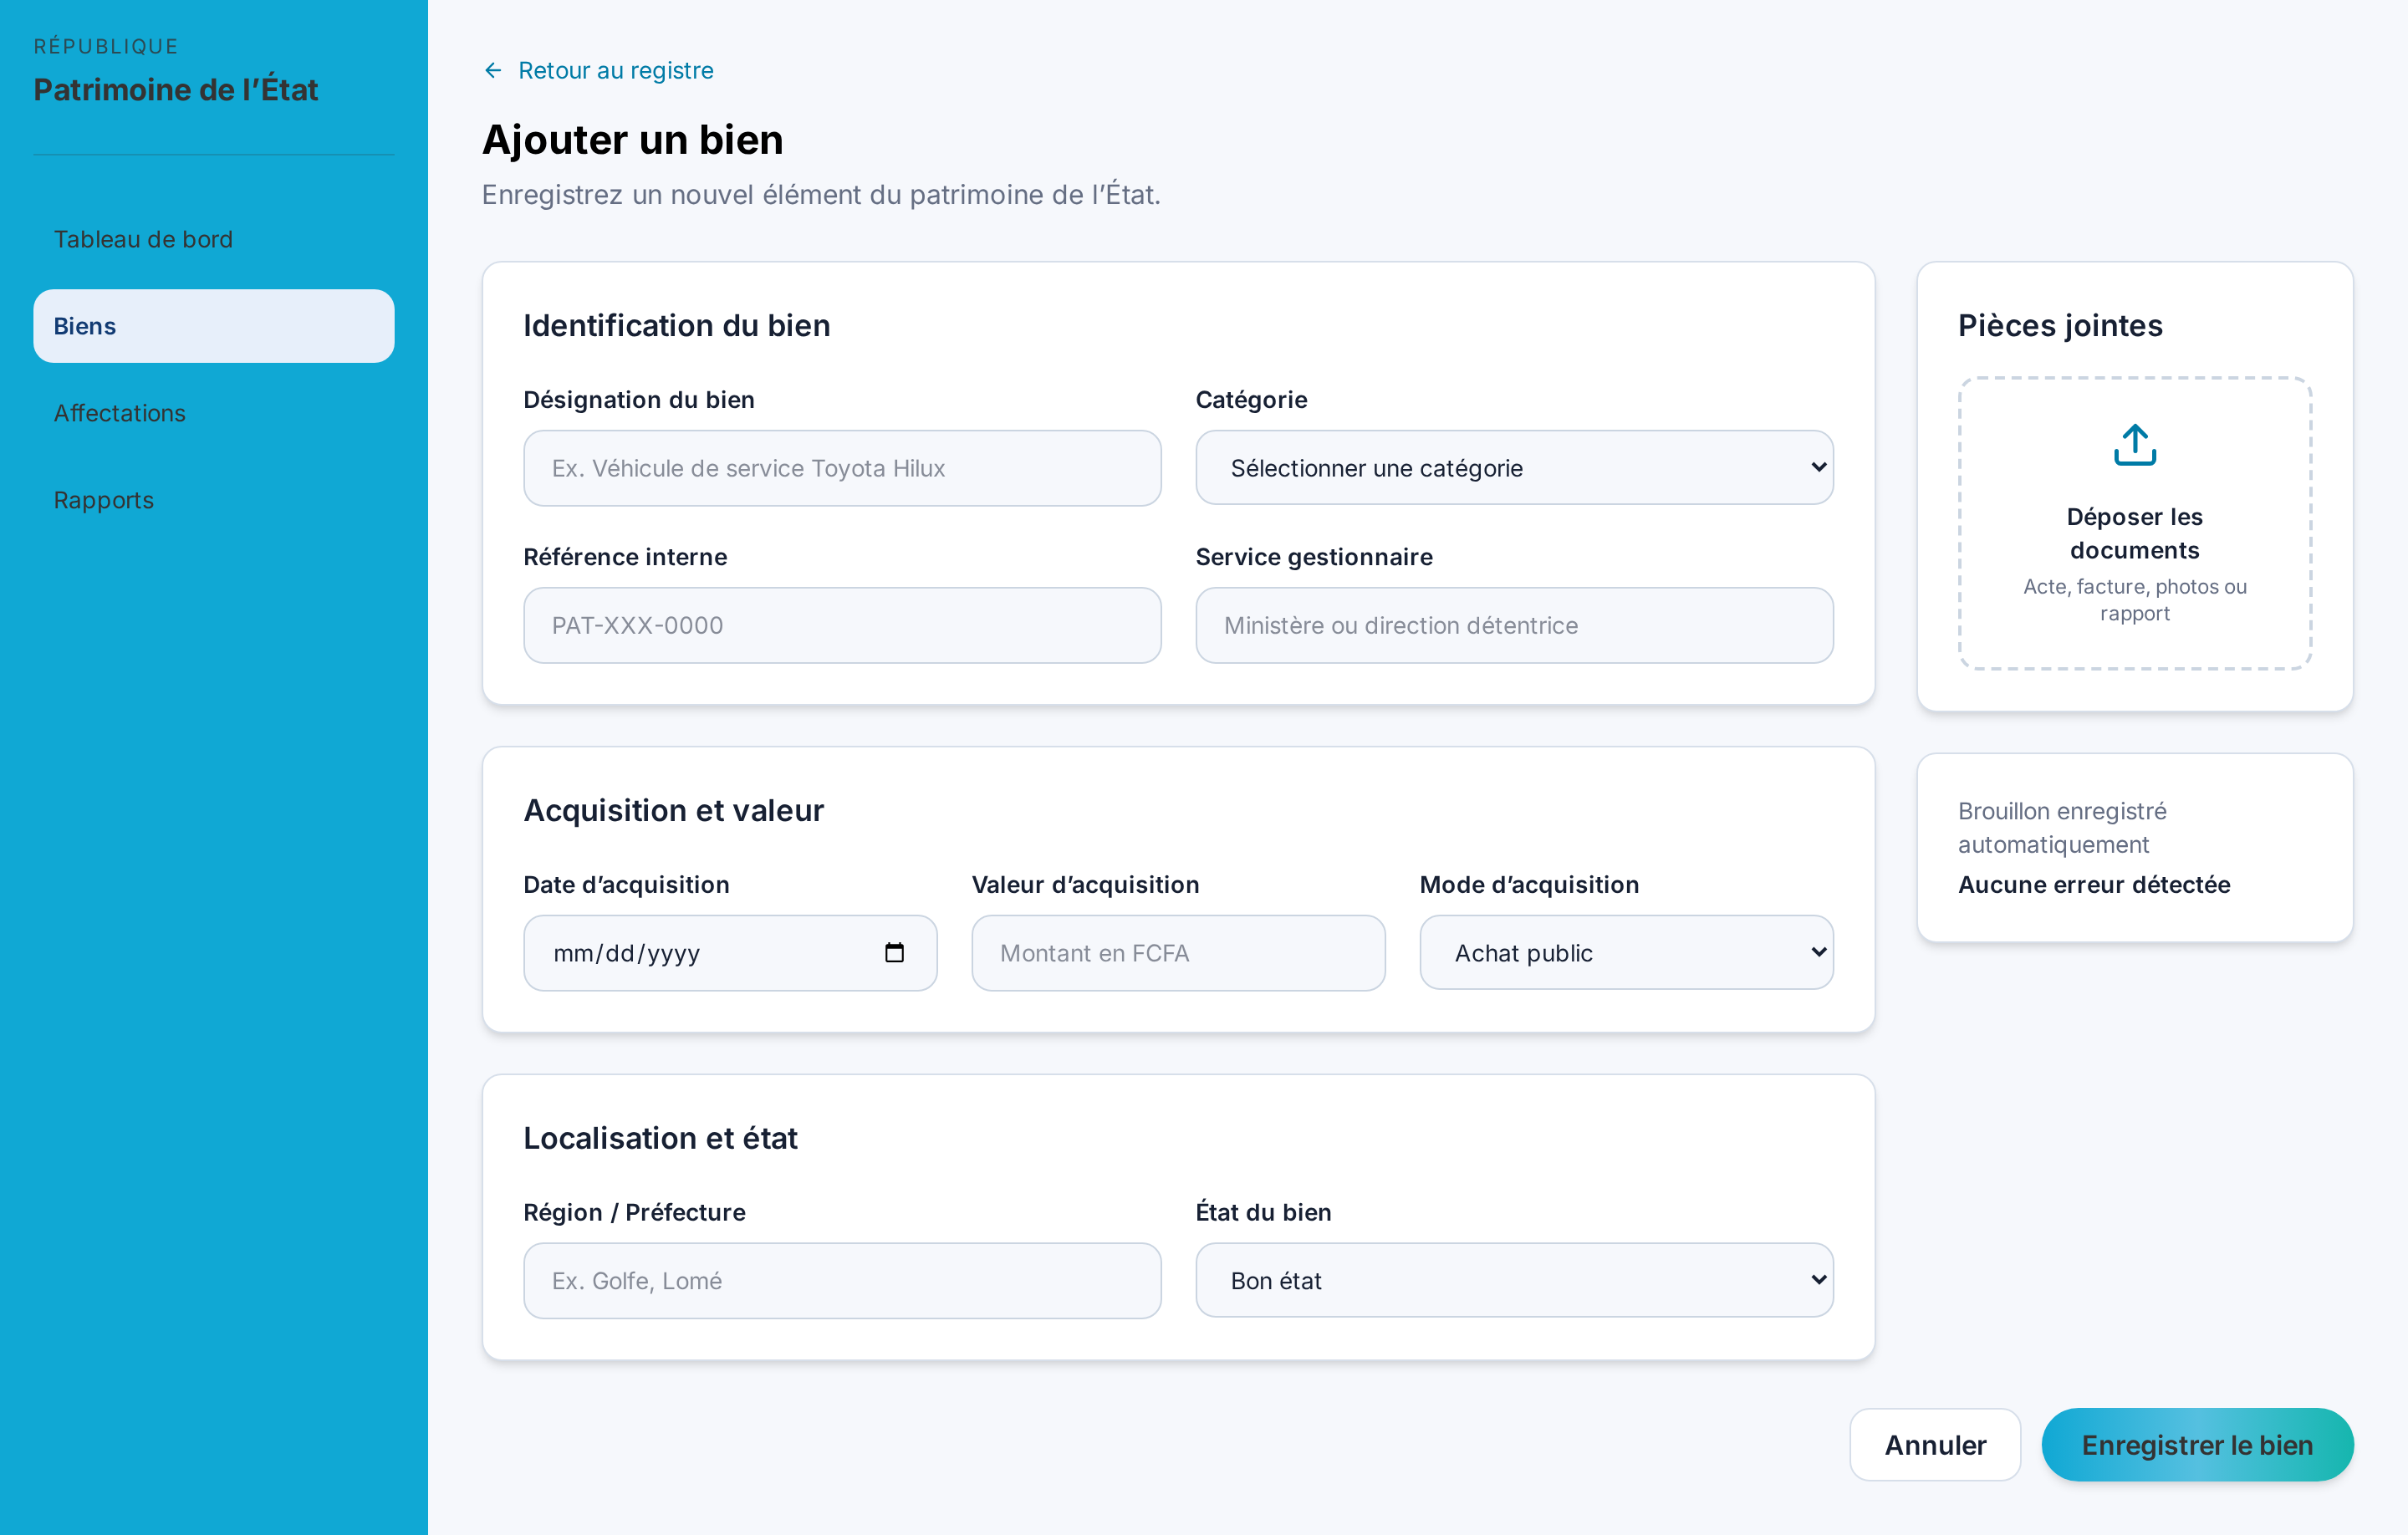 RÉPUBLIQUE
Patrimoine de l’État
Tableau de bord
Biens
Affectations
Rapports
Retour au registre
Ajouter un bien
Enregistrez un nouvel élément du patrimoine de l’État.
Identification du bien
Désignation du bien
Ex. Véhicule de service Toyota Hilux
Catégorie
Sélectionner une catégorie
Référence interne
PAT-XXX-0000
Service gestionnaire
Ministère ou direction détentrice
Acquisition et valeur
Date d’acquisition
mm/dd/yyyy
Valeur d’acquisition
Montant en FCFA
Mode d’acquisition
Achat public
Localisation et état
Région / Préfecture
Ex. Golfe, Lomé
État du bien
Bon état
Pièces jointes
Déposer les
documents
Acte, facture, photos ou
rapport
Brouillon enregistré
automatiquement
Aucune erreur détectée
Annuler
Enregistrer le bien